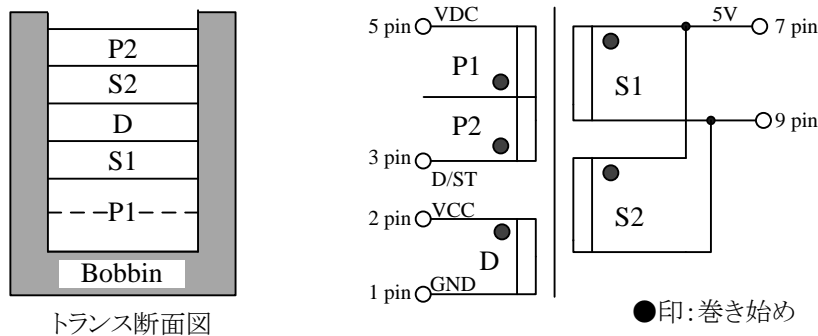 P2
S2
D
S1
P1
Bobbin
トランス断面図
5 pin
VDC
P1
P2
3 pin
D/ST
2 pin
VCC
D
1 pin
GND
5V
7 pin
S1
9 pin
S2
●印：巻き始め